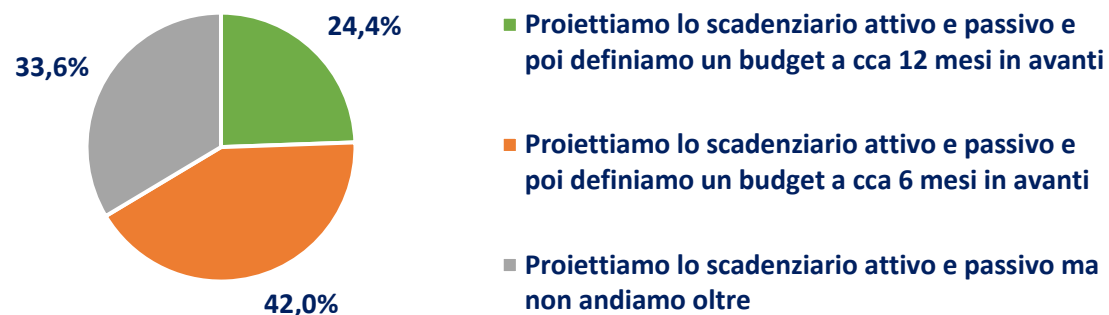 24,4%
33,6%
42,0%
Proiettiamo lo scadenziario attivo e passivo e
poi definiamo un budget a cca 12 mesi in avanti
Proiettiamo lo scadenziario attivo e passivo e
poi definiamo un budget a cca 6 mesi in avanti
Proiettiamo lo scadenziario attivo e passivo ma
non andiamo oltre